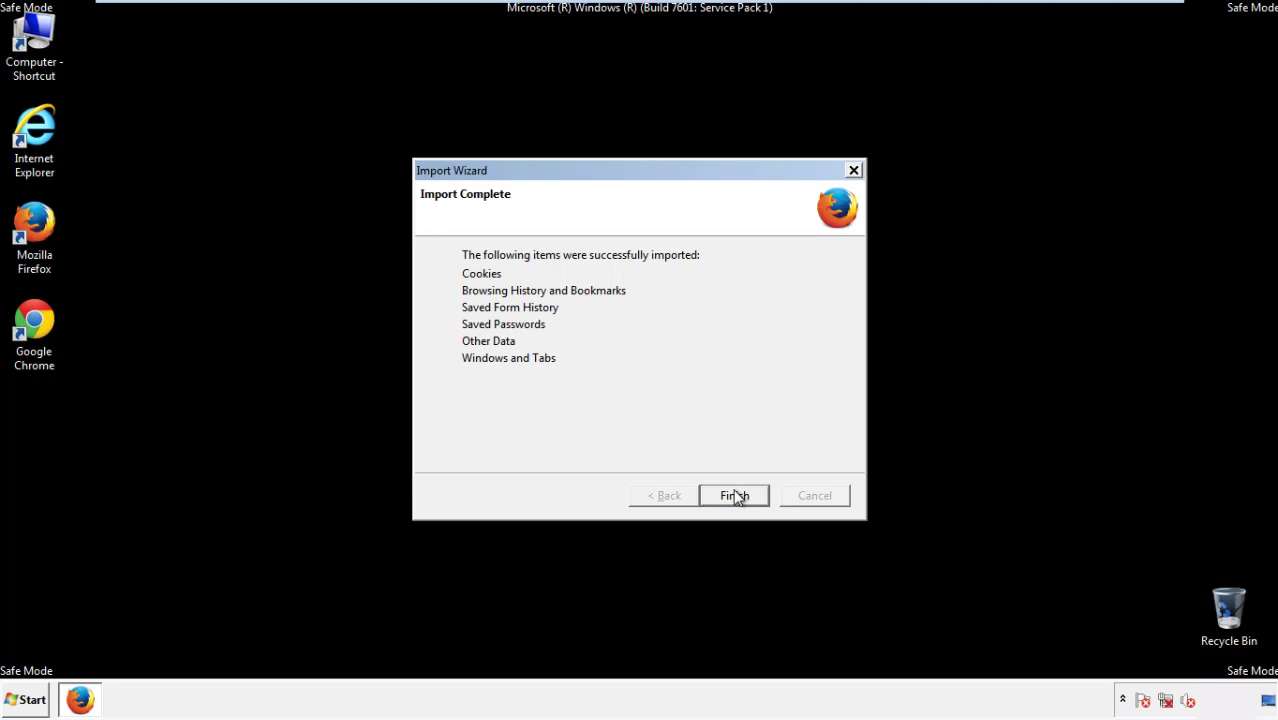 Safe Mode
Microsoft (R) Windows (R) (Build 7601: Service Pack 1)
Safe Mode
Computer -
Shortcut
Internet
Explorer
Mozilla
Firefox
Google
Chrome
Import Wizard
Import Complete
The following items were successfully imported:
Cookies
Browsing History and Bookmarks
Saved Form History
Saved Passwords
Other Data
Windows and Tabs
< Back
Finish
Cancel
Recycle Bin
Safe Mode
Safe Mode
Start